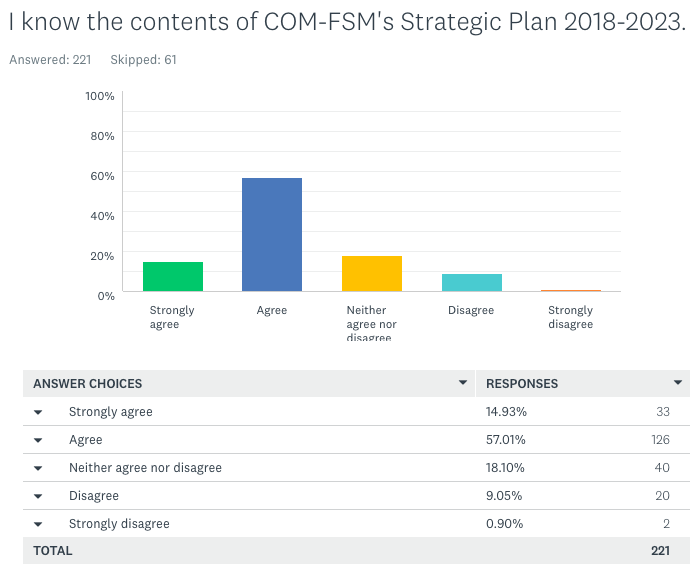 I know the contents of COM-FSM's Strategic Plan 2018-2023.
Answered: 221 Skipped: 61
100%
80%
60%
40%
20%
0%
Strongly agree
Agree
Neither agree nor disagree
Disagree
Strongly disagree
ANSWER CHOICES RESPONSES
Strongly agree 14.93% 33
Agree 57.01% 126
Neither agree nor disagree 18.10% 40
Disagree 9.05% 20
Strongly disagree 0.90% 2
TOTAL 221